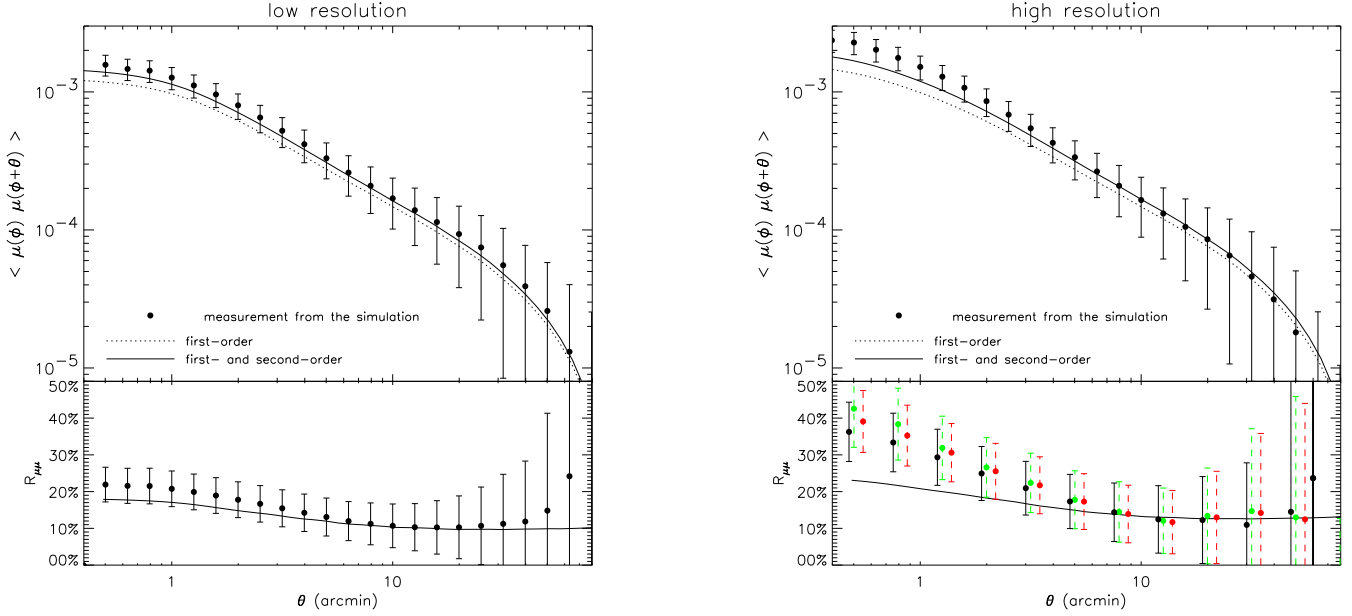 low resolution
10⁻³
10⁻⁴
10⁻⁵
< μ(φ) μ(φ+θ) >
measurement from the simulation
first-order
first- and second-order
50%
40%
30%
20%
10%
00%
R_μμ
1
10
θ (arcmin)
high resolution
10⁻³
10⁻⁴
10⁻⁵
< μ(φ) μ(φ+θ) >
measurement from the simulation
first-order
first- and second-order
50%
40%
30%
20%
10%
00%
R_μμ
1
10
θ (arcmin)